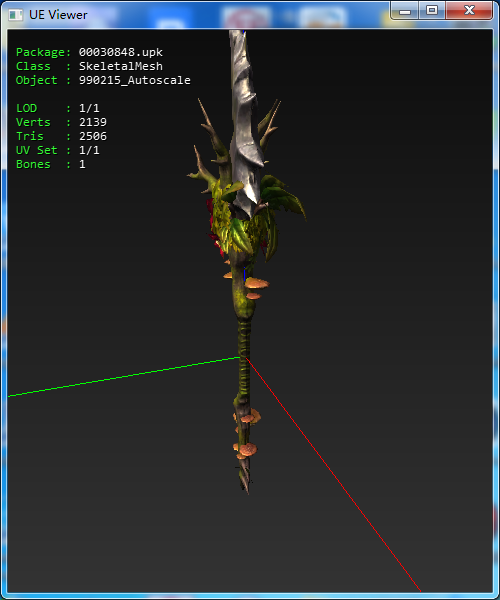 UE Viewer
Package: 00030848.upk
Class : SkeletalMesh
Object : 990215_Autoscale
LOD : 1/1
Verts : 2139
Tris : 2506
UV Set : 1/1
Bones : 1